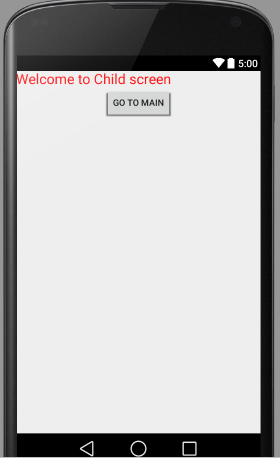 5:00
Welcome to Child screen
GO TO MAIN